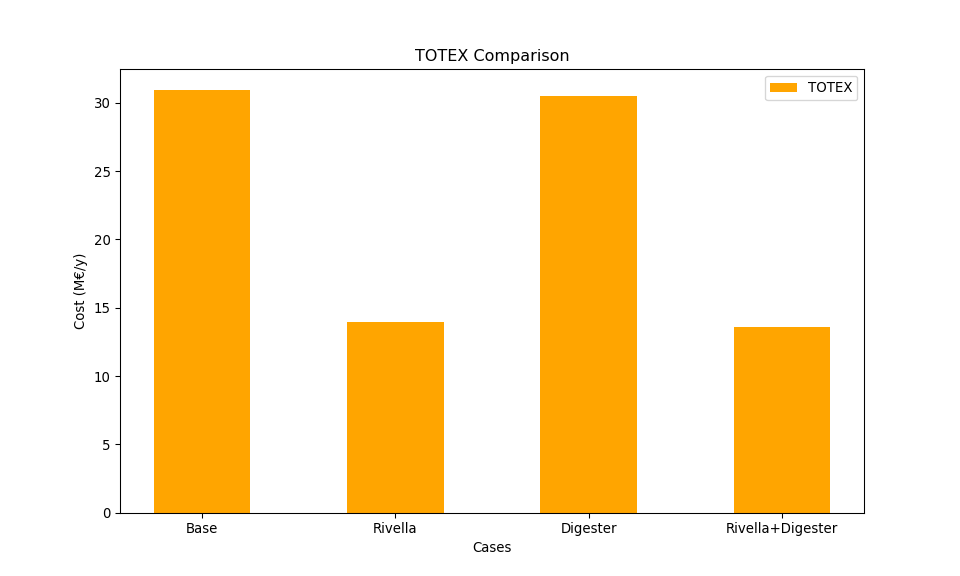 TOTEX Comparison
TOTEX
30
25
20
15
10
5
0
Cost (M€/y)
Base Rivella Digester Rivella+Digester
Cases